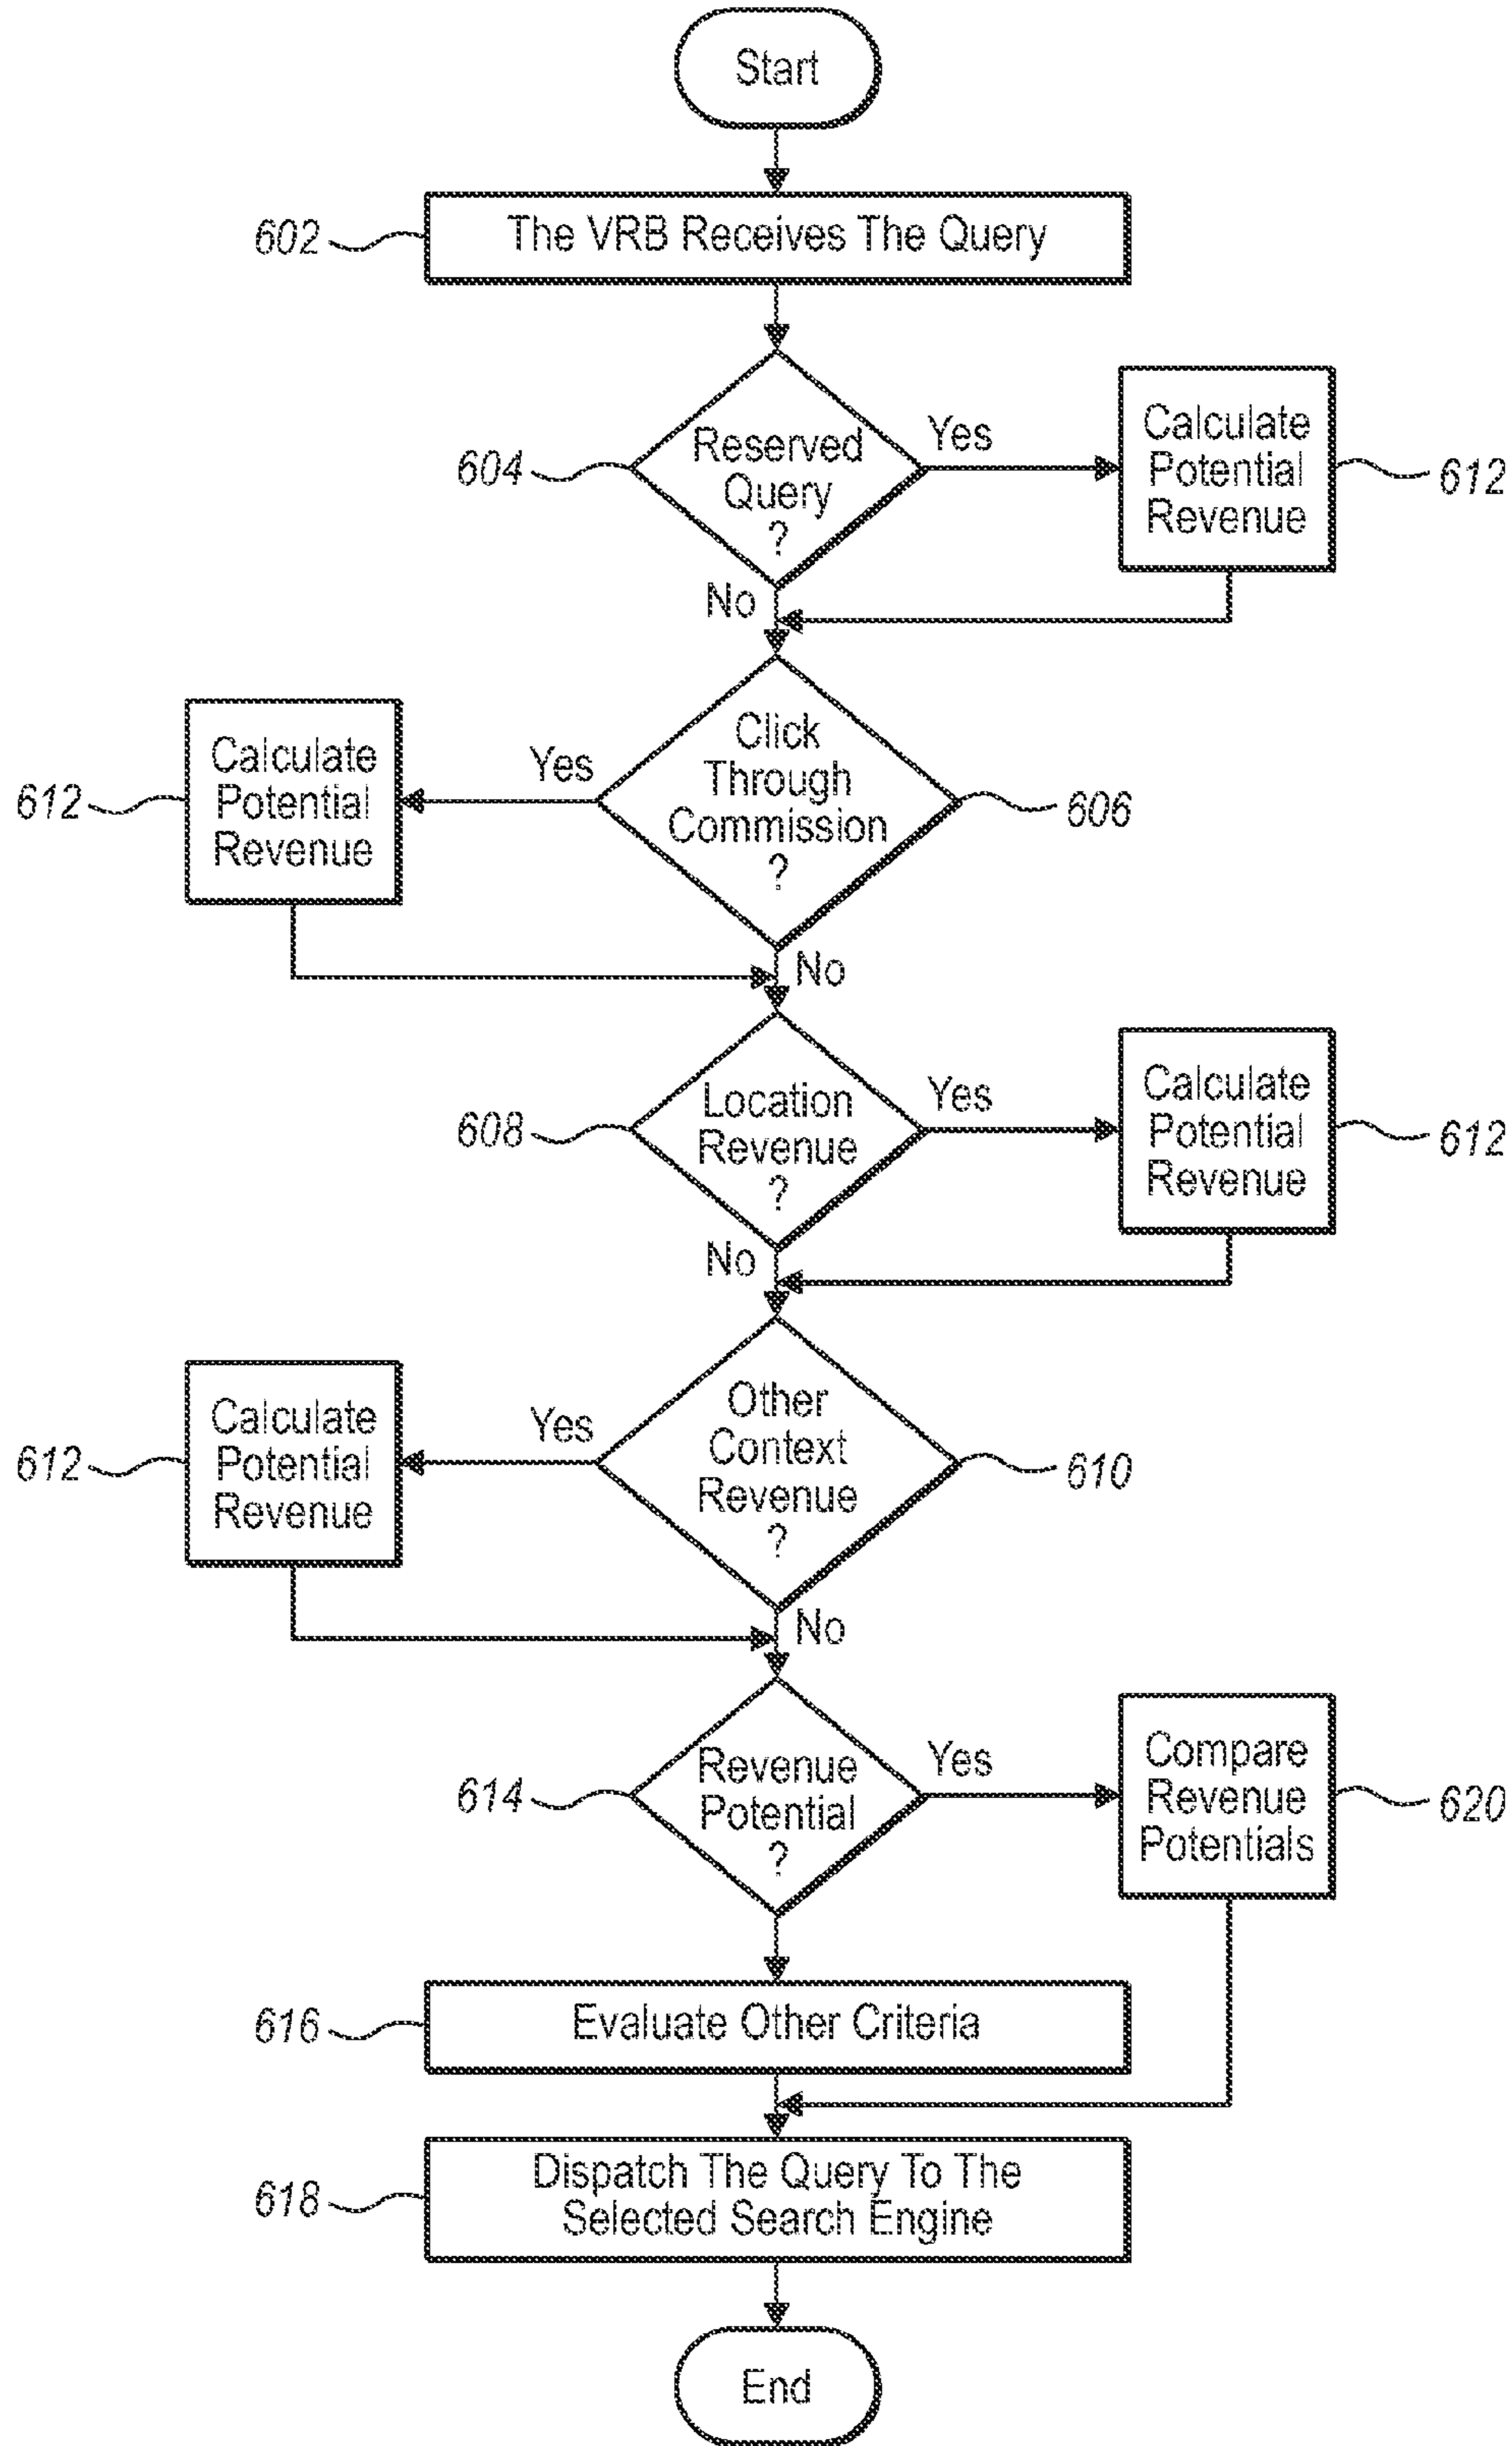 Start
602
The VRB Receives The Query
604
Reserved
Query
?
Yes
Calculate
Potential
Revenue
612
No
612
Calculate
Potential
Revenue
Yes
Click
Through
Commission
?
606
No
608
Location
Revenue
?
Yes
Calculate
Potential
Revenue
612
No
612
Calculate
Potential
Revenue
Yes
Other
Context
Revenue
?
610
No
614
Revenue
Potential
?
Yes
Compare
Revenue
Potentials
620
616
Evaluate Other Criteria
618
Dispatch The Query To The
Selected Search Engine
End